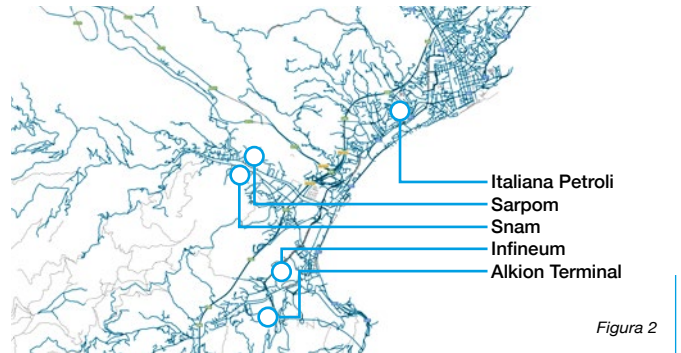 Italiana Petroli
Sarpom
Snam
Infineum
Alkion Terminal
Figura 2